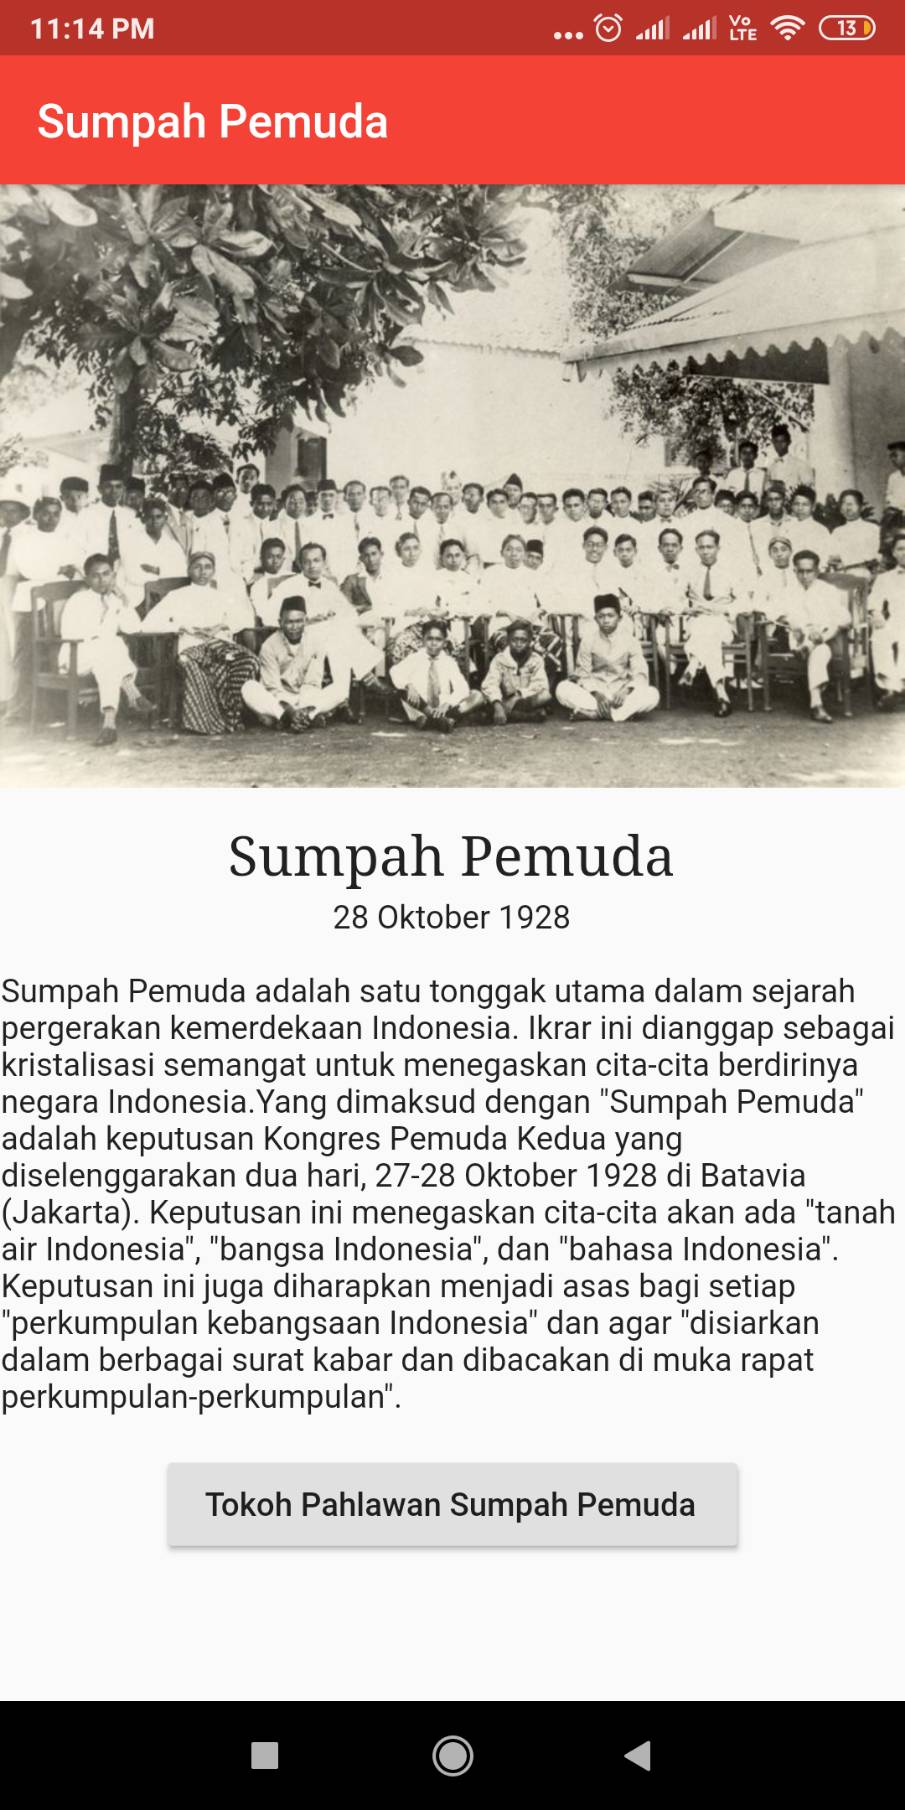 11:14 PM
Vo
LTE
13
Sumpah Pemuda
Sumpah Pemuda
28 Oktober 1928
Sumpah Pemuda adalah satu tonggak utama dalam sejarah
pergerakan kemerdekaan Indonesia. Ikrar ini dianggap sebagai
kristalisasi semangat untuk menegaskan cita-cita berdirinya
negara Indonesia.Yang dimaksud dengan "Sumpah Pemuda"
adalah keputusan Kongres Pemuda Kedua yang
diselenggarakan dua hari, 27-28 Oktober 1928 di Batavia
(Jakarta). Keputusan ini menegaskan cita-cita akan ada "tanah
air Indonesia", "bangsa Indonesia", dan "bahasa Indonesia".
Keputusan ini juga diharapkan menjadi asas bagi setiap
"perkumpulan kebangsaan Indonesia" dan agar "disiarkan
dalam berbagai surat kabar dan dibacakan di muka rapat
perkumpulan-perkumpulan".
Tokoh Pahlawan Sumpah Pemuda